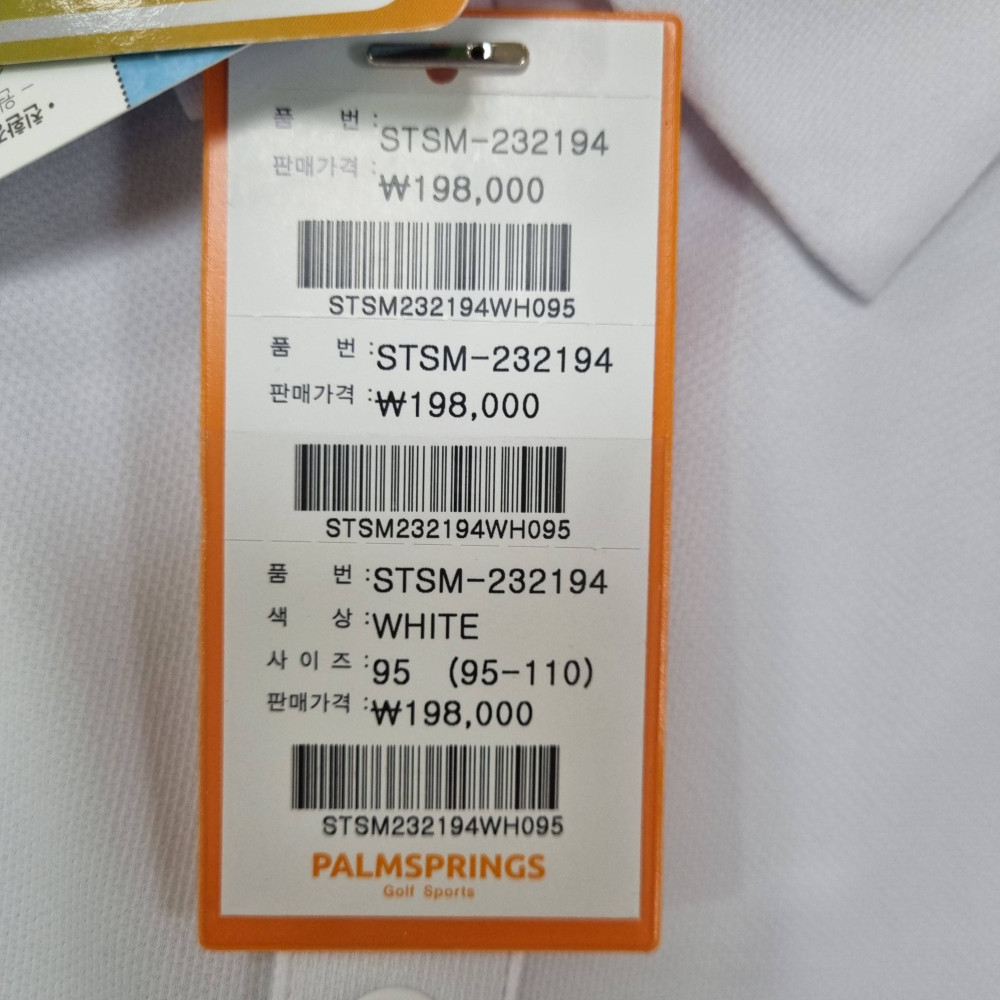 품 번 : STSM-232194
판매가격 : ₩198,000
STSM232194WH095
품 번 : STSM-232194
판매가격 : ₩198,000
STSM232194WH095
품 번 : STSM-232194
색 상 : WHITE
사 이 즈 : 95 (95-110)
판매가격 : ₩198,000
STSM232194WH095
PALMSPRINGS
Golf Sports